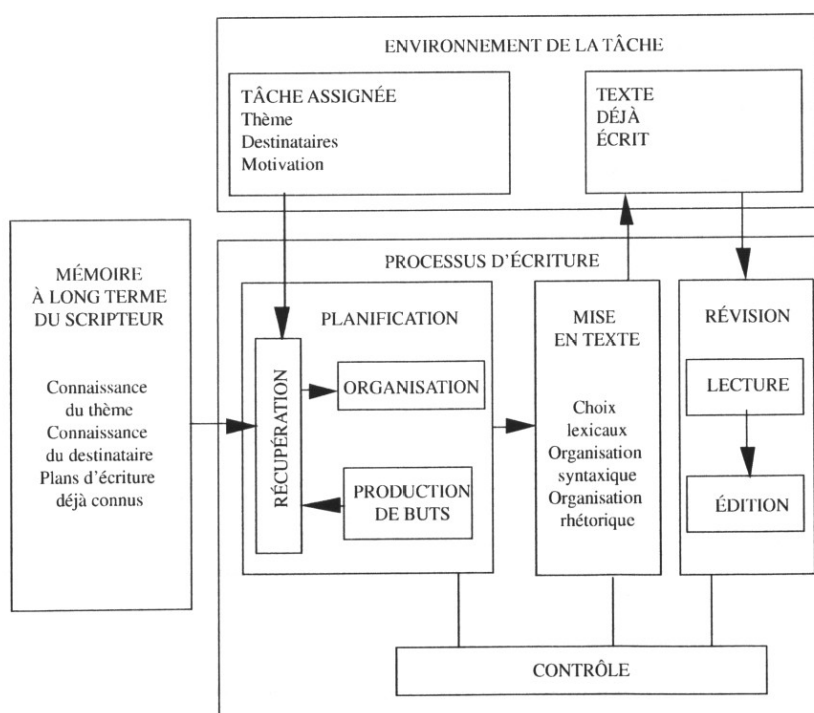 ENVIRONNEMENT DE LA TÂCHE
TÂCHE ASSIGNÉE
Thème
Destinataires
Motivation
TEXTE
DÉJÀ
ÉCRIT
MÉMOIRE
À LONG TERME
DU SCRIPTEUR
Connaissance
du thème
Connaissance
du destinataire
Plans d'écriture
déjà connus
PROCESSUS D'ÉCRITURE
PLANIFICATION
RÉCUPÉRATION
ORGANISATION
PRODUCTION
DE BUTS
MISE
EN TEXTE
Choix
lexicaux
Organisation
syntaxique
Organisation
rhétorique
RÉVISION
LECTURE
ÉDITION
CONTRÔLE